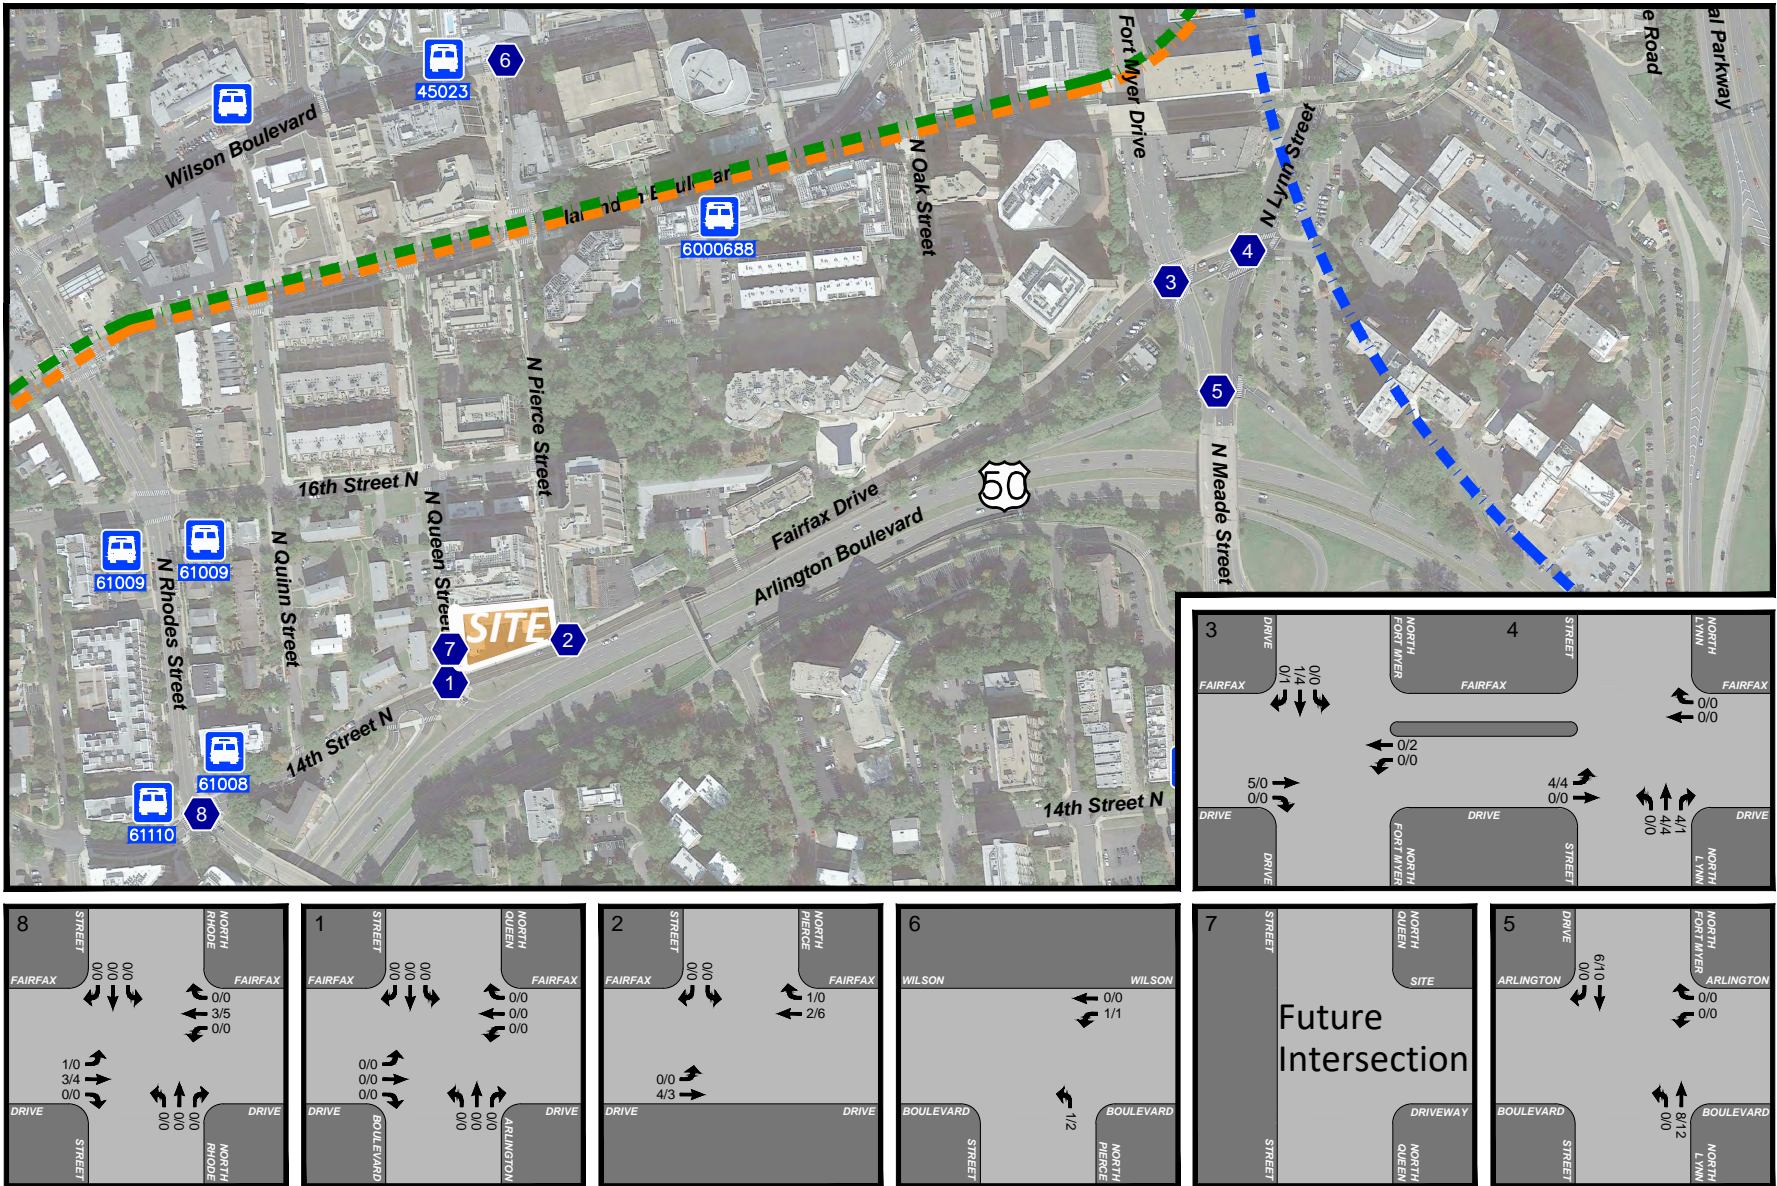 45023
6
Fort Myer Drive
e Road
al Parkway
Wilson Boulevard
N Lynn Street
6000688
N Oak Street
4
3
N Pierce Street
5
16th Street N
N Queen Street
50
Fairfax Drive
Arlington Boulevard
N Meade Street
61009
61009
N Rhodes Street
N Quinn Street
SITE
7
2
1
14th Street N
61008
61110
8
14th Street N
3
DRIVE
NORTH
FORT MYER
4
STREET
NORTH
LYNN
0/1
1/4
0/0
FAIRFAX
FAIRFAX
FAIRFAX
0/0
0/0
0/2
0/0
5/0
0/0
4/4
0/0
0/0
4/4
4/1
DRIVE
DRIVE
DRIVE
DRIVE
NORTH
FORT MYER
STREET
NORTH
LYNN
8
STREET
NORTH
RHODE
FAIRFAX
FAIRFAX
0/0
0/0
0/0
0/0
3/5
0/0
1/0
3/4
0/0
0/0
0/0
0/0
DRIVE
DRIVE
STREET
NORTH
RHODE
1
STREET
NORTH
QUEEN
FAIRFAX
FAIRFAX
0/0
0/0
0/0
0/0
0/0
0/0
0/0
0/0
0/0
0/0
0/0
0/0
DRIVE
DRIVE
BOULEVARD
ARLINGTON
2
STREET
NORTH
PIERCE
FAIRFAX
FAIRFAX
0/0
0/0
1/0
2/6
0/0
4/3
DRIVE
DRIVE
6
WILSON
WILSON
0/0
1/1
1/2
BOULEVARD
BOULEVARD
STREET
NORTH
PIERCE
7
STREET
NORTH
QUEEN
SITE
Future
Intersection
DRIVEWAY
STREET
NORTH
QUEEN
5
DRIVE
NORTH
FORT MYER
ARLINGTON
ARLINGTON
0/0
6/10
0/0
0/0
0/0
8/12
BOULEVARD
BOULEVARD
STREET
NORTH
LYNN